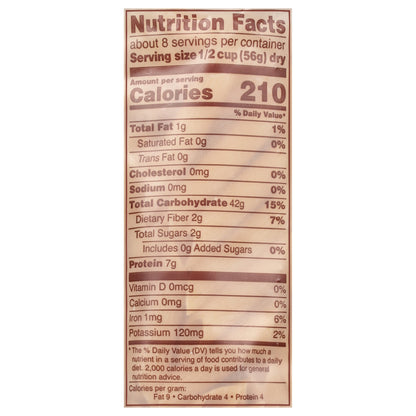 Nutrition Facts
about 8 servings per container
Serving size 1/2 cup (56g) dry
Amount per serving
Calories 210
% Daily Value*
Total Fat 1g 1%
Saturated Fat 0g 0%
Trans Fat 0g
Cholesterol 0mg 0%
Sodium 0mg 0%
Total Carbohydrate 42g 15%
Dietary Fiber 2g 7%
Total Sugars 2g
Includes 0g Added Sugars 0%
Protein 7g
Vitamin D 0mcg 0%
Calcium 0mg 0%
Iron 1mg 6%
Potassium 120mg 2%
*The % Daily Value (DV) tells you how much a
nutrient in a serving of food contributes to a daily
diet. 2,000 calories a day is used for general
nutrition advice.
Calories per gram:
Fat 9 • Carbohydrate 4 • Protein 4